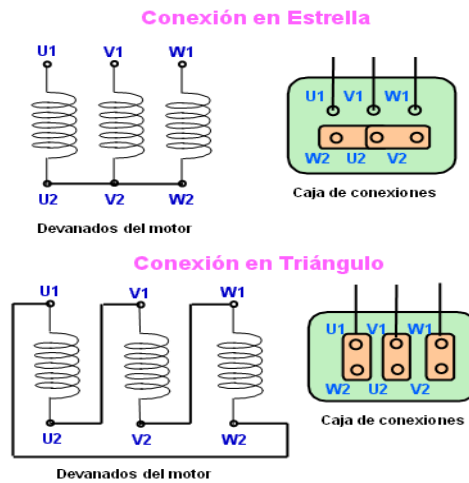 Conexión en Estrella
U1 V1 W1
U2 V2 W2
Devanados del motor
U1 V1 W1
W2 U2 V2
Caja de conexiones
Conexión en Triángulo
U1 V1 W1
U2 V2 W2
Devanados del motor
U1 V1 W1
W2 U2 V2
Caja de conexiones